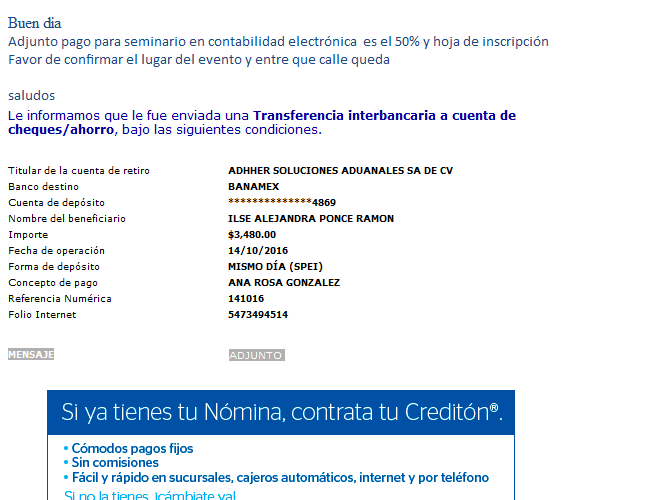 Buen día
Adjunto pago para seminario en contabilidad electrónica es el 50% y hoja de inscripción
Favor de confirmar el lugar del evento y entre que calle queda
saludos
Le informamos que le fue enviada una Transferencia interbancaria a cuenta de
cheques/ahorro, bajo las siguientes condiciones.
Titular de la cuenta de retiro ADHHER SOLUCIONES ADUANALES SA DE CV
Banco destino BANAMEX
Cuenta de depósito **************4869
Nombre del beneficiario ILSE ALEJANDRA PONCE RAMON
Importe $3,480.00
Fecha de operación 14/10/2016
Forma de depósito MISMO DÍA (SPEI)
Concepto de pago ANA ROSA GONZALEZ
Referencia Numérica 141016
Folio Internet 5473494514
MENSAJE ADJUNTO
Si ya tienes tu Nómina, contrata tu Creditón®.
• Cómodos pagos fijos
• Sin comisiones
• Fácil y rápido en sucursales, cajeros automáticos, internet y por teléfono
Si no la tienes, ¡cámbiate ya!